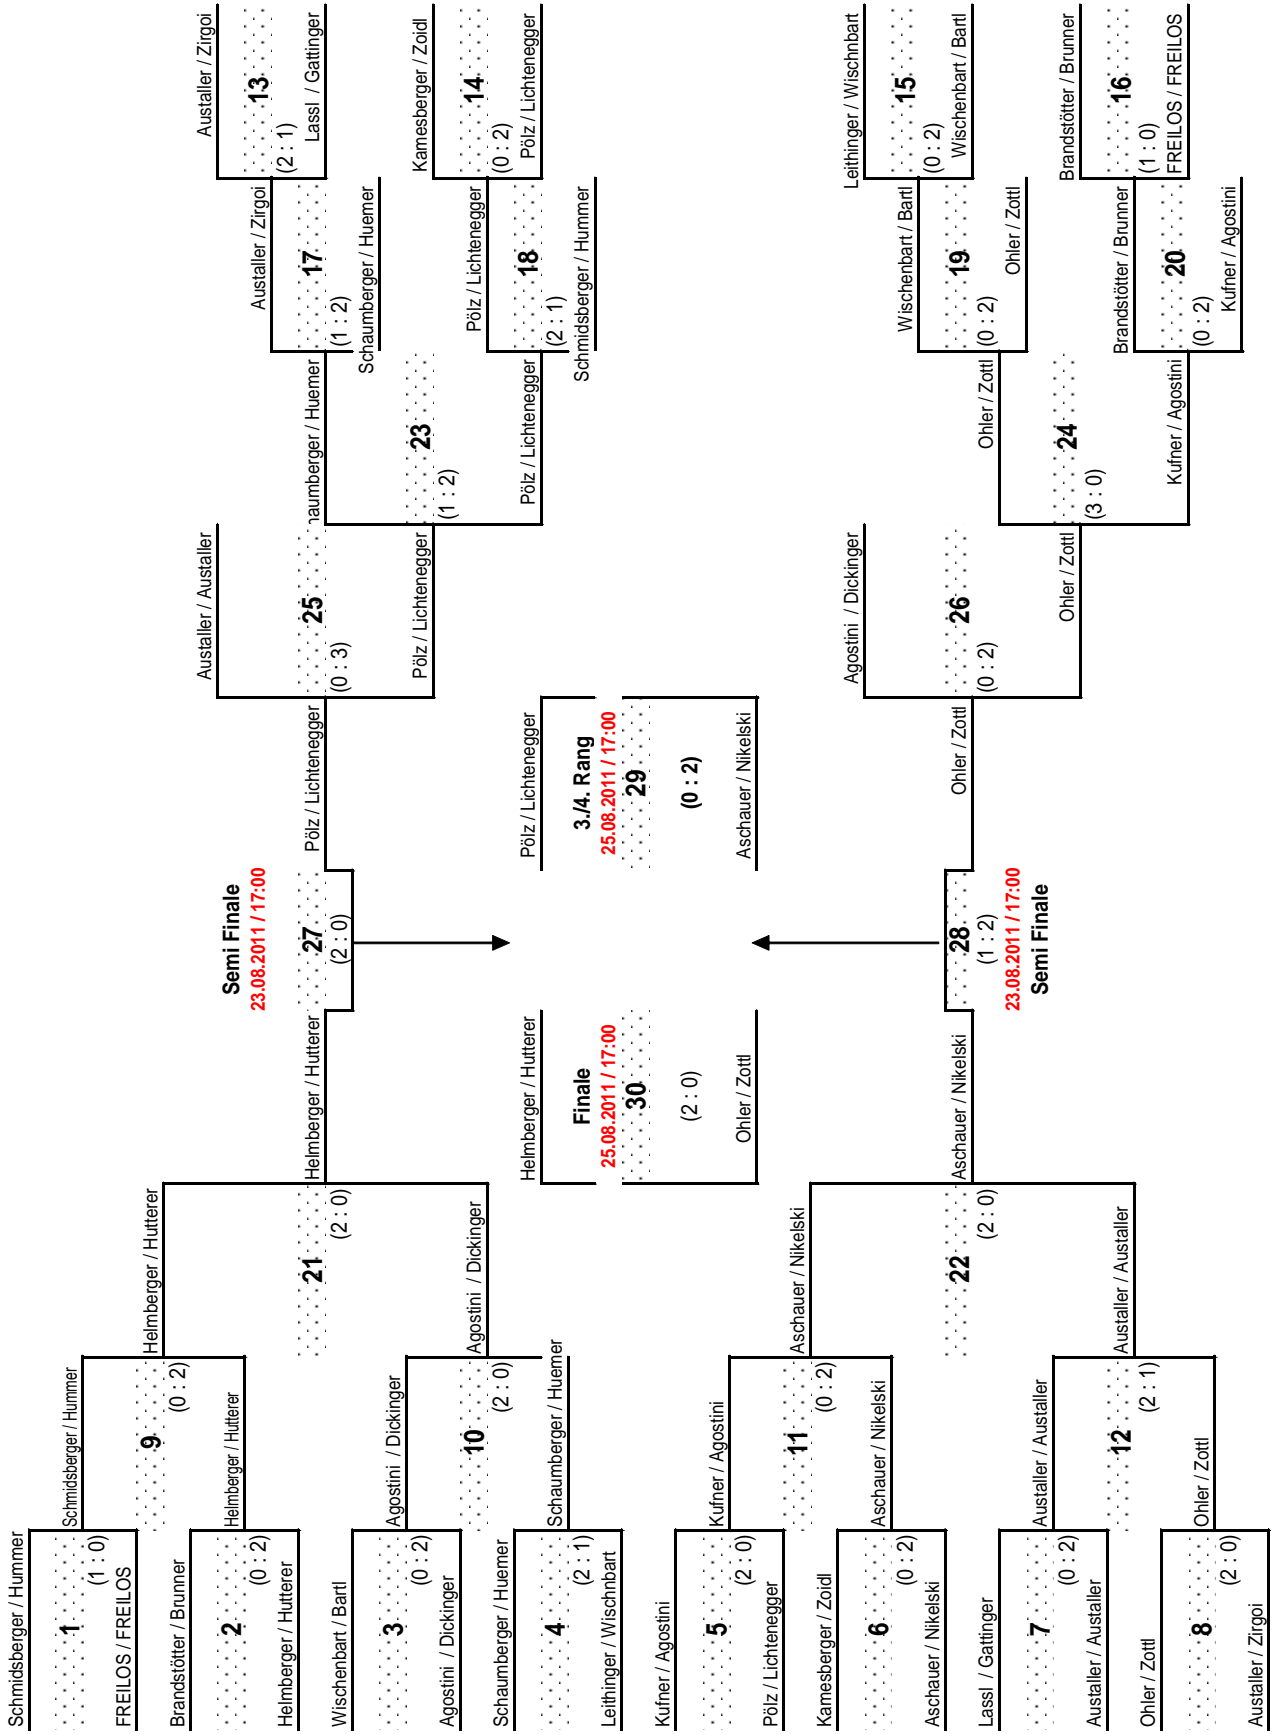 Schmidsberger / Hummer
1
(1 : 0)
FREILOS / FREILOS
Brandstötter / Brunner
2
(0 : 2)
Helmberger / Hutterer
Wischenbart / Bartl
3
(0 : 2)
Agostini / Dickinger
Schaumberger / Huemer
4
(2 : 1)
Leithinger / Wischnbart
Kufner / Agostini
5
(2 : 0)
Pölz / Lichtenegger
Kamesberger / Zoidl
6
(0 : 2)
Aschauer / Nikelski
Lassl / Gattinger
7
(0 : 2)
Austaller / Austaller
Ohler / Zottl
8
(2 : 0)
Austaller / Zirgoi
Schmidsberger / Hummer
9
(0 : 2)
Helmberger / Hutterer
Agostini / Dickinger
10
(2 : 0)
Schaumberger / Huemer
Kufner / Agostini
11
(0 : 2)
Aschauer / Nikelski
Austaller / Austaller
12
(2 : 1)
Ohler / Zottl
Helmberger / Hutterer
21
(2 : 0)
Agostini / Dickinger
Aschauer / Nikelski
22
(2 : 0)
Austaller / Austaller
Semi Finale
23.08.2011 / 17:00
Helmberger / Hutterer
27
(2 : 0)
Pölz / Lichtenegger
Helmberger / Hutterer
Finale
25.08.2011 / 17:00
30
(2 : 0)
Ohler / Zottl
Pölz / Lichtenegger
3./4. Rang
25.08.2011 / 17:00
29
(0 : 2)
Aschauer / Nikelski
Aschauer / Nikelski
28
(1 : 2)
Ohler / Zottl
23.08.2011 / 17:00
Semi Finale
Austaller / Austaller
25
(0 : 3)
Pölz / Lichtenegger
Agostini / Dickinger
26
(0 : 2)
Ohler / Zottl
haumberger / Huemer
23
(1 : 2)
Pölz / Lichtenegger
Ohler / Zottl
24
(3 : 0)
Kufner / Agostini
Austaller / Zirgoi
17
(1 : 2)
Schaumberger / Huemer
Pölz / Lichtenegger
18
(2 : 1)
Schmidsberger / Hummer
Wischenbart / Bartl
19
(0 : 2)
Ohler / Zottl
Brandstötter / Brunner
20
(0 : 2)
Kufner / Agostini
Austaller / Zirgoi
13
(2 : 1)
Lassl / Gattinger
Kamesberger / Zoidl
14
(0 : 2)
Pölz / Lichtenegger
Leithinger / Wischnbart
15
(0 : 2)
Wischenbart / Bartl
Brandstötter / Brunner
16
(1 : 0)
FREILOS / FREILOS